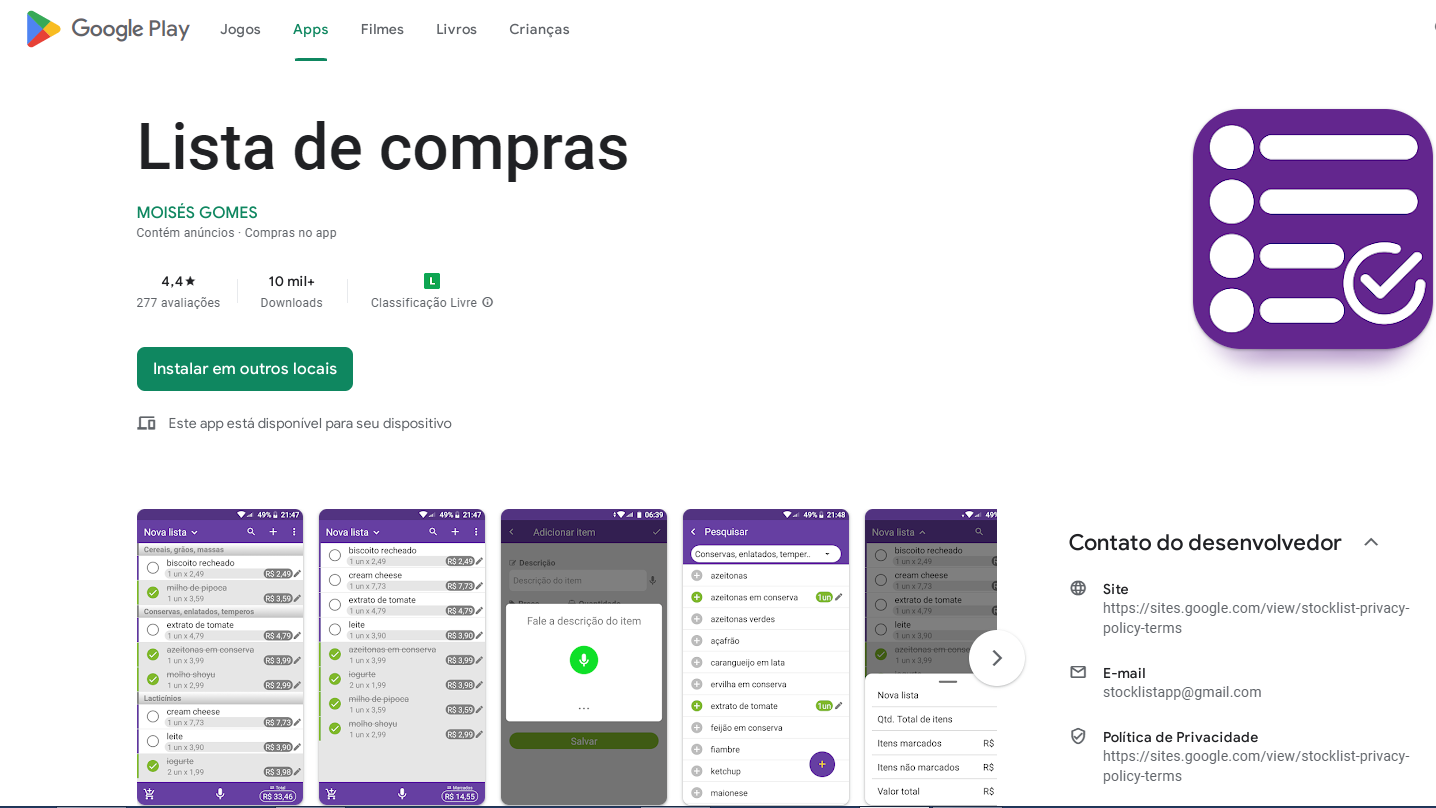 Google Play
Jogos
Apps
Filmes
Livros
Crianças
Lista de compras
MOISÉS GOMES
Contém anúncios · Compras no app
4,4★
277 avaliações
10 mil+
Downloads
L
Classificação Livre
Instalar em outros locais
Este app está disponível para seu dispositivo
49% 21:47
Nova lista
Cereais, grãos, massas
biscoito recheado
1 un x 2,49
R$ 2,49
milho de pipoca
1 un x 3,59
R$ 3,59
Conservas, enlatados, temperos
extrato de tomate
1 un x 4,79
R$ 4,79
azeitonas em conserva
1 un x 3,99
R$ 3,99
molho shoyu
1 un x 2,99
R$ 2,99
Lacticínios
cream cheese
1 un x 7,73
R$ 7,73
leite
1 un x 3,90
R$ 3,90
iogurte
2 un x 1,99
R$ 3,98
Total
R$ 33,46
49% 21:47
Nova lista
biscoito recheado
1 un x 2,49
R$ 2,49
cream cheese
1 un x 7,73
R$ 7,73
extrato de tomate
1 un x 4,79
R$ 4,79
leite
1 un x 3,90
R$ 3,90
azeitonas em conserva
1 un x 3,99
R$ 3,99
iogurte
2 un x 1,99
R$ 3,98
milho de pipoca
1 un x 3,59
R$ 3,59
molho shoyu
1 un x 2,99
R$ 2,99
Marcados
R$ 14,55
06:39
Adicionar item
Descrição
Descrição do item
Fale a descrição do item
...
Salvar
49% 21:48
Pesquisar
Conservas, enlatados, temper..
azeitonas
azeitonas em conserva
1un
azeitonas verdes
açafrão
carangueijo em lata
ervilha em conserva
extrato de tomate
1un
feijão em conserva
fiambre
ketchup
maionese
49%
Nova lista
biscoito recheado
1 un x 2,49
cream cheese
1 un x 7,73
extrato de tomate
1 un x 4,79
leite
1 un x 3,90
azeitonas em conserva
Nova lista
Qtd. Total de itens
Itens marcados R$
Itens não marcados R$
Valor total R$
Contato do desenvolvedor
Site
https://sites.google.com/view/stocklist-privacy-
policy-terms
E-mail
stocklistapp@gmail.com
Política de Privacidade
https://sites.google.com/view/stocklist-privacy-
policy-terms